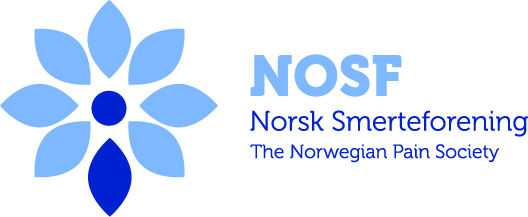 NOSF
Norsk Smerteforening
The Norwegian Pain Society